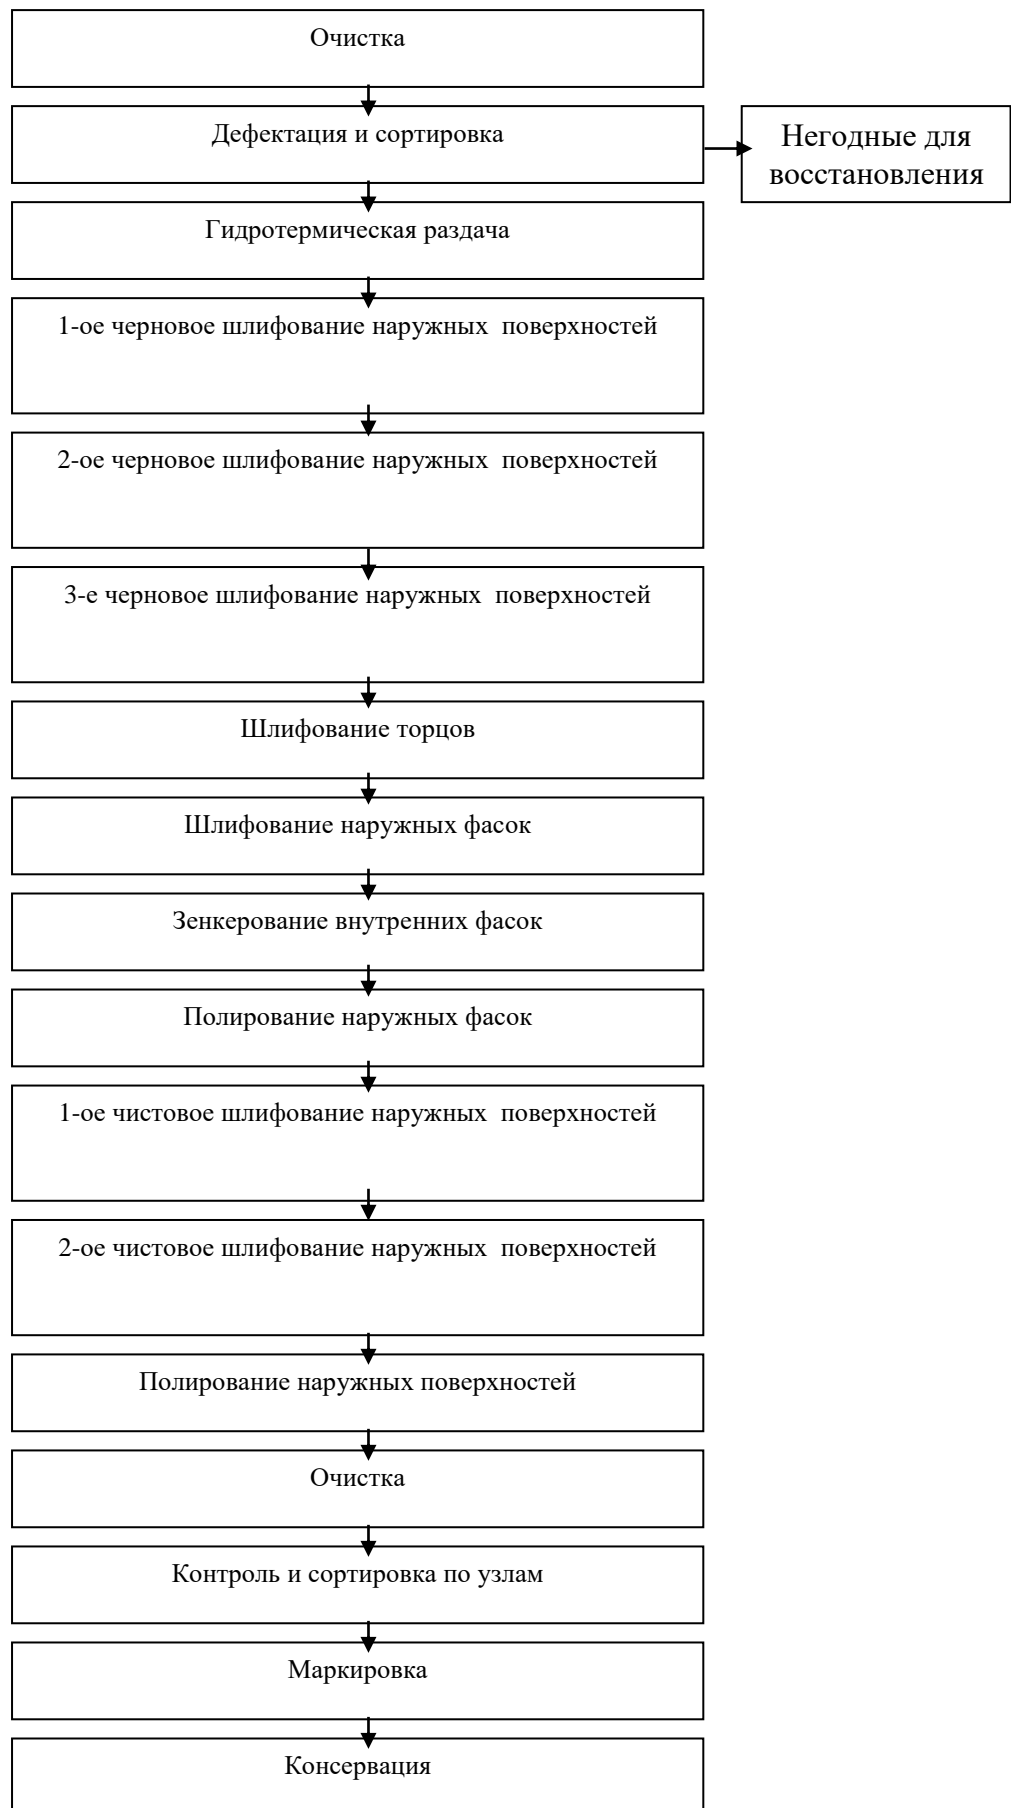 Очистка
Дефектация и сортировка
Негодные для
восстановления
Гидротермическая раздача
1-ое черновое шлифование наружных  поверхностей
2-ое черновое шлифование наружных  поверхностей
3-е черновое шлифование наружных  поверхностей
Шлифование торцов
Шлифование наружных фасок
Зенкерование внутренних фасок
Полирование наружных фасок
1-ое чистовое шлифование наружных  поверхностей
2-ое чистовое шлифование наружных  поверхностей
Полирование наружных поверхностей
Очистка
Контроль и сортировка по узлам
Маркировка
Консервация